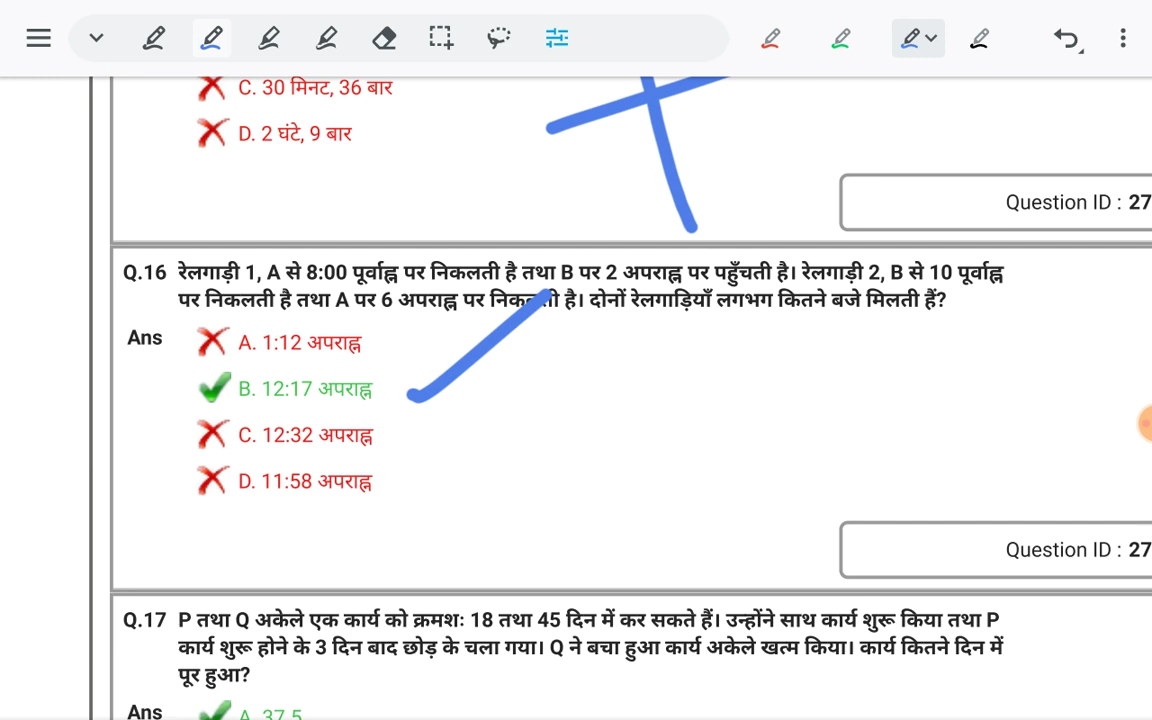 C. 30 मिनट, 36 बार
D. 2 घंटे, 9 बार
Question ID : 27
Q.16 रेलगाड़ी 1, A से 8:00 पूर्वाह्न पर निकलती है तथा B पर 2 अपराह्न पर पहुँचती है। रेलगाड़ी 2, B से 10 पूर्वाह्न
पर निकलती है तथा A पर 6 अपराह्न पर निकलती है। दोनों रेलगाड़ियाँ लगभग कितने बजे मिलती हैं?
Ans A. 1:12 अपराह्न
B. 12:17 अपराह्न
C. 12:32 अपराह्न
D. 11:58 अपराह्न
Question ID : 27
Q.17 P तथा Q अकेले एक कार्य को क्रमशः 18 तथा 45 दिन में कर सकते हैं। उन्होंने साथ कार्य शुरू किया तथा P
कार्य शुरू होने के 3 दिन बाद छोड़ के चला गया। Q ने बचा हुआ कार्य अकेले खत्म किया। कार्य कितने दिन में
पूर हुआ?
Ans A. 37.5